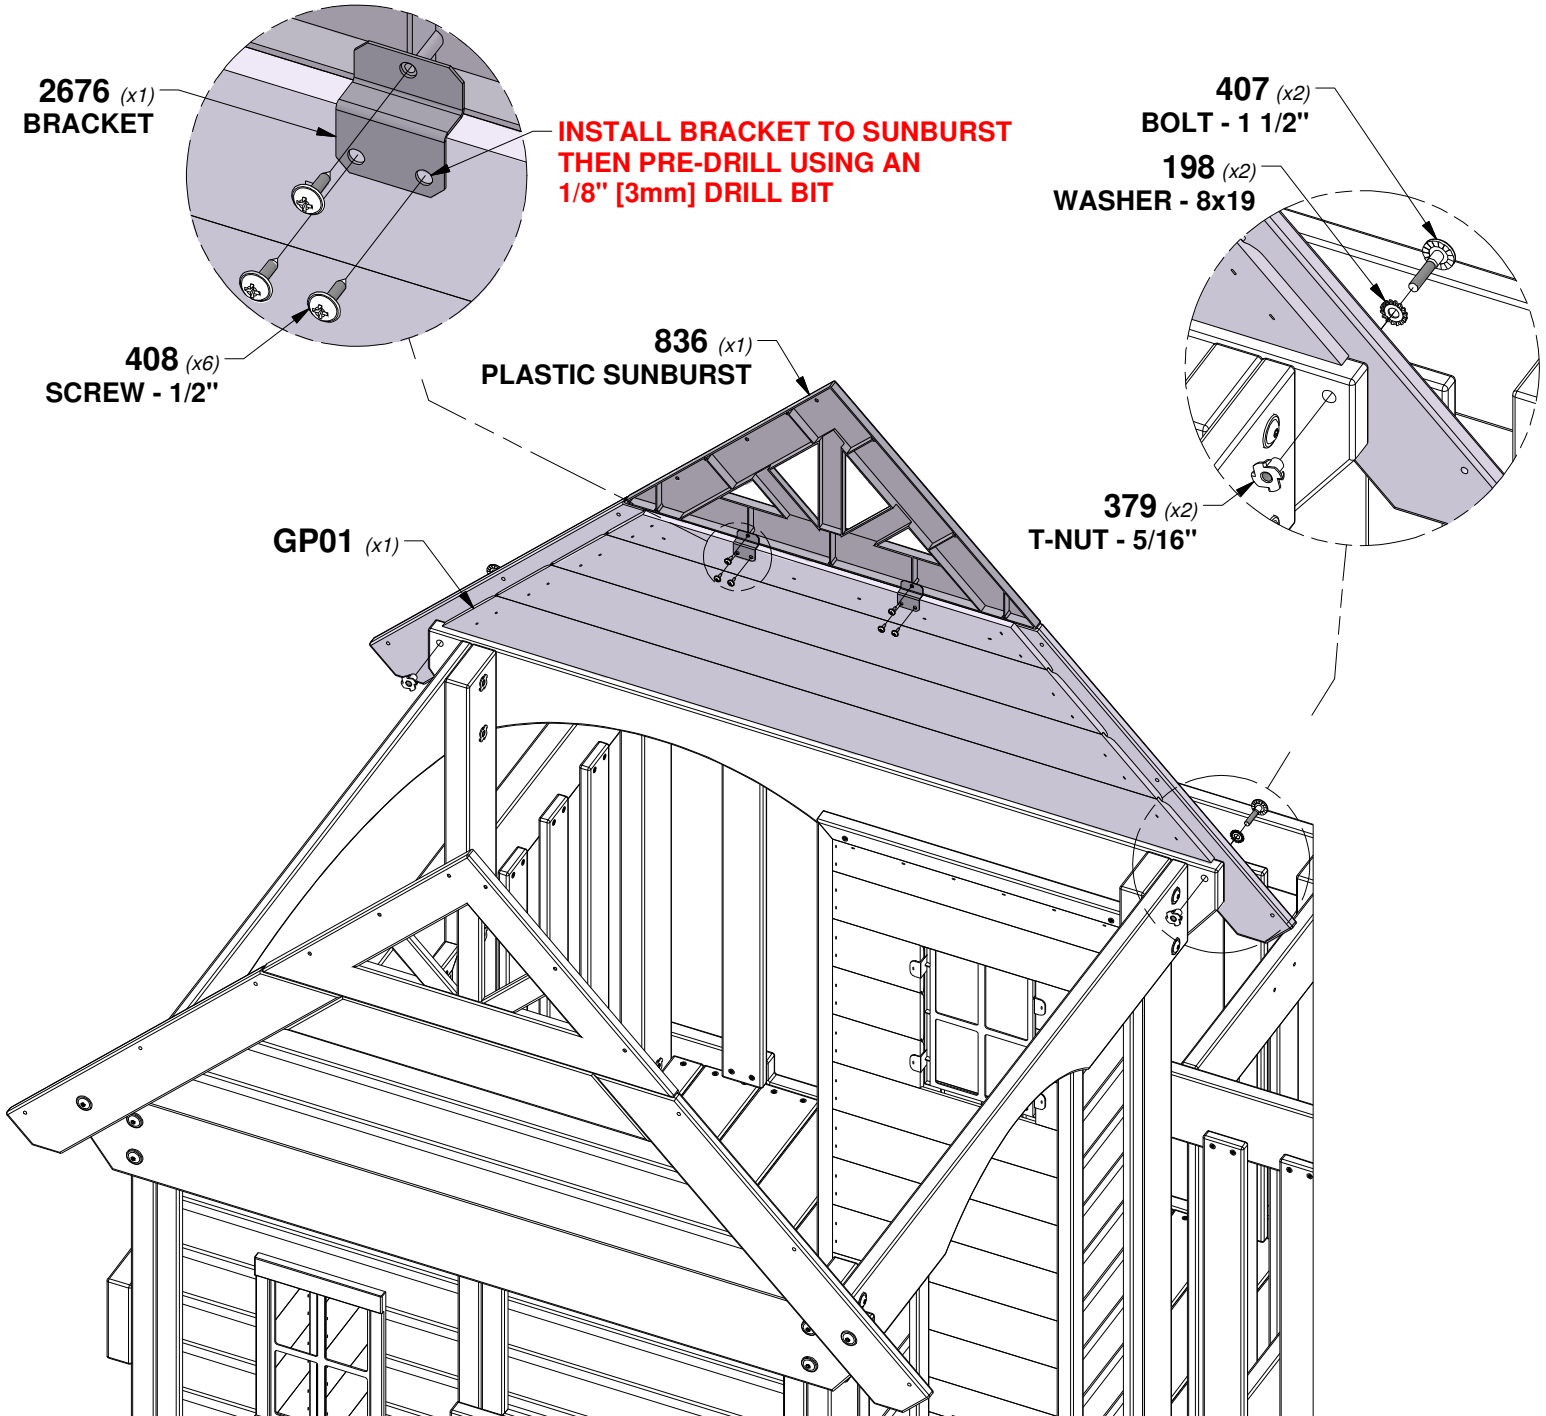 2676 (x1)
BRACKET
INSTALL BRACKET TO SUNBURST
THEN PRE-DRILL USING AN
1/8" [3mm] DRILL BIT
407 (x2)
BOLT - 1 1/2"
198 (x2)
WASHER - 8x19
408 (x6)
SCREW - 1/2"
836 (x1)
PLASTIC SUNBURST
379 (x2)
T-NUT - 5/16"
GP01 (x1)